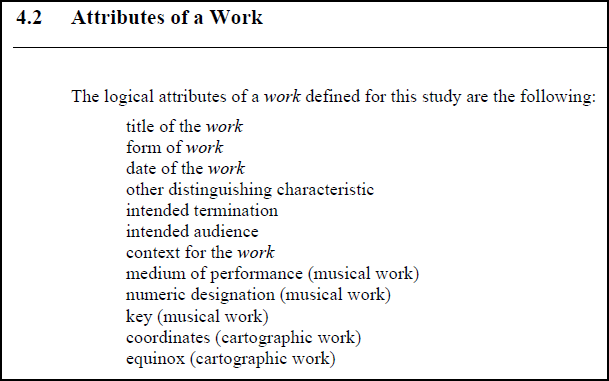 4.2 Attributes of a Work
The logical attributes of a work defined for this study are the following:
title of the work
form of work
date of the work
other distinguishing characteristic
intended termination
intended audience
context for the work
medium of performance (musical work)
numeric designation (musical work)
key (musical work)
coordinates (cartographic work)
equinox (cartographic work)